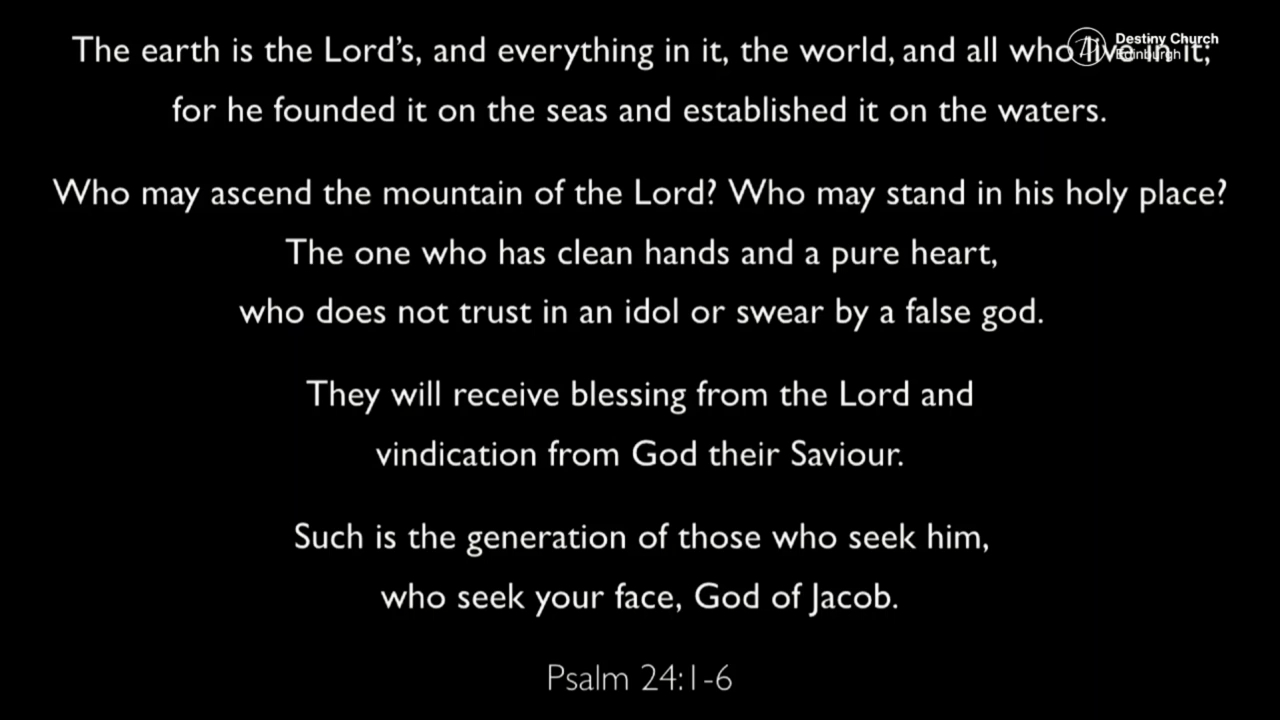 The earth is the Lord's, and everything in it, the world, and all who live in it;
Destiny Church
Edinburgh
for he founded it on the seas and established it on the waters.
Who may ascend the mountain of the Lord? Who may stand in his holy place?
The one who has clean hands and a pure heart,
who does not trust in an idol or swear by a false god.
They will receive blessing from the Lord and
vindication from God their Saviour.
Such is the generation of those who seek him,
who seek your face, God of Jacob.
Psalm 24:1-6